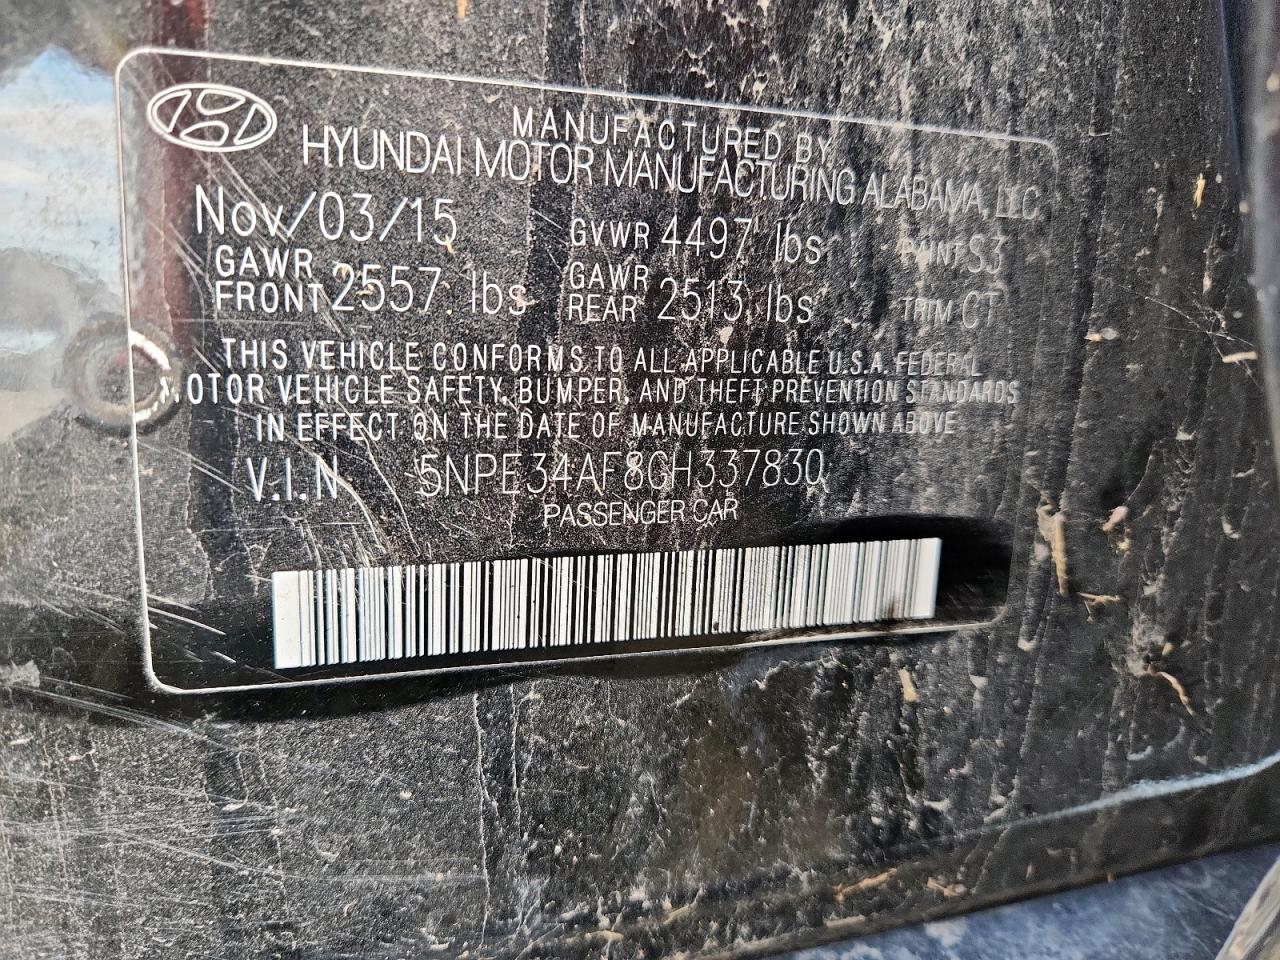 MANUFACTURED BY
HYUNDAI MOTOR MANUFACTURING ALABAMA, LLC
Nov/03/15 GVWR 4497 lbs PAINT S3
GAWR FRONT 2557 lbs GAWR REAR 2513 lbs TRIM CT
THIS VEHICLE CONFORMS TO ALL APPLICABLE U.S.A. FEDERAL
MOTOR VEHICLE SAFETY, BUMPER, AND THEFT PREVENTION STANDARDS
IN EFFECT ON THE DATE OF MANUFACTURE SHOWN ABOVE
V.I.N 5NPE34AF8GH337830
PASSENGER CAR